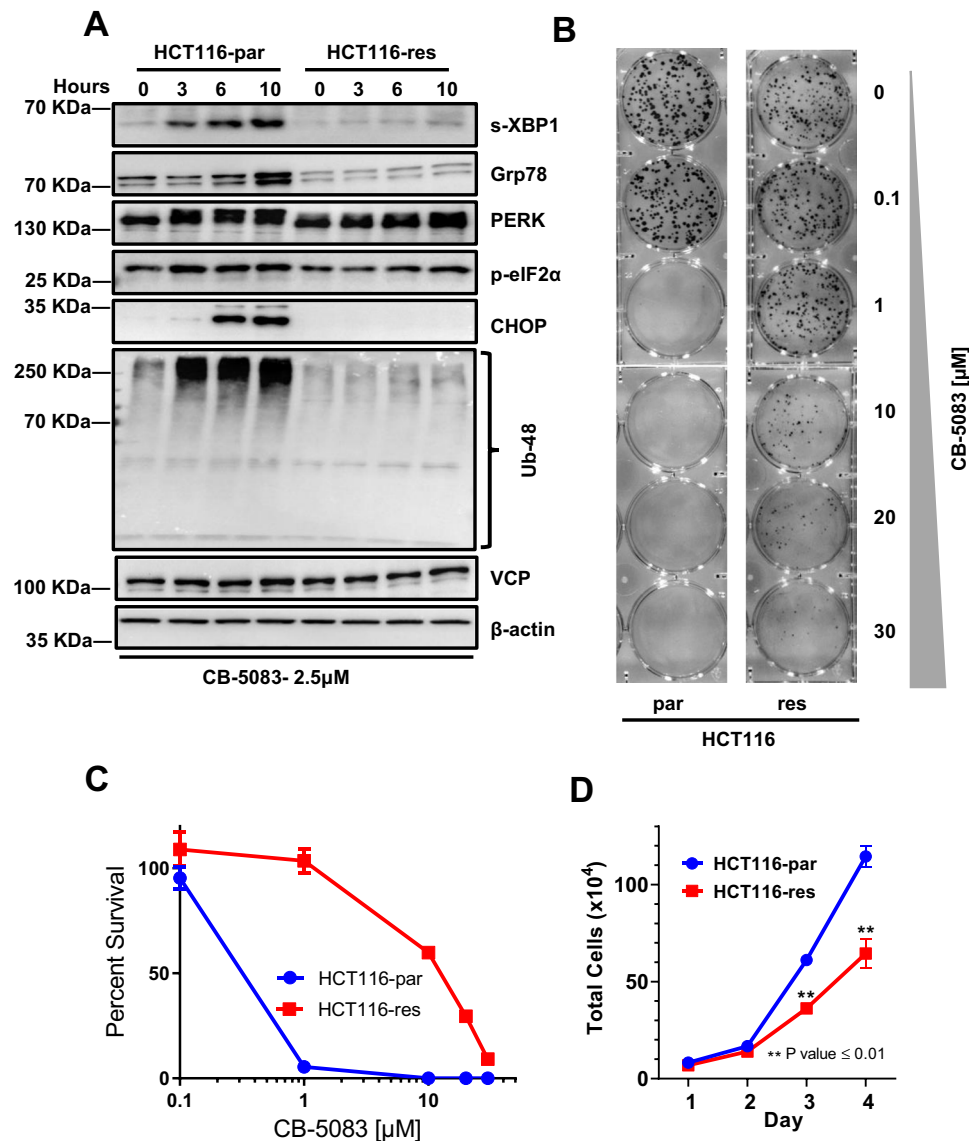 A
HCT116-par HCT116-res
Hours 0 3 6 10 0 3 6 10
70 KDa
s-XBP1
Grp78
70 KDa
PERK
130 KDa
p-eIF2α
25 KDa
35 KDa
CHOP
250 KDa
70 KDa
Ub-48
VCP
100 KDa
β-actin
35 KDa
CB-5083- 2.5µM
B
0
0.1
1
10
20
30
CB-5083 [µM]
par res
HCT116
C
Percent Survival
100
50
0
0.1 1 10
HCT116-par
HCT116-res
CB-5083 [µM]
D
Total Cells (x10⁴)
100
50
0
1 2 3 4
HCT116-par
HCT116-res
**
**
** P value ≤ 0.01
Day